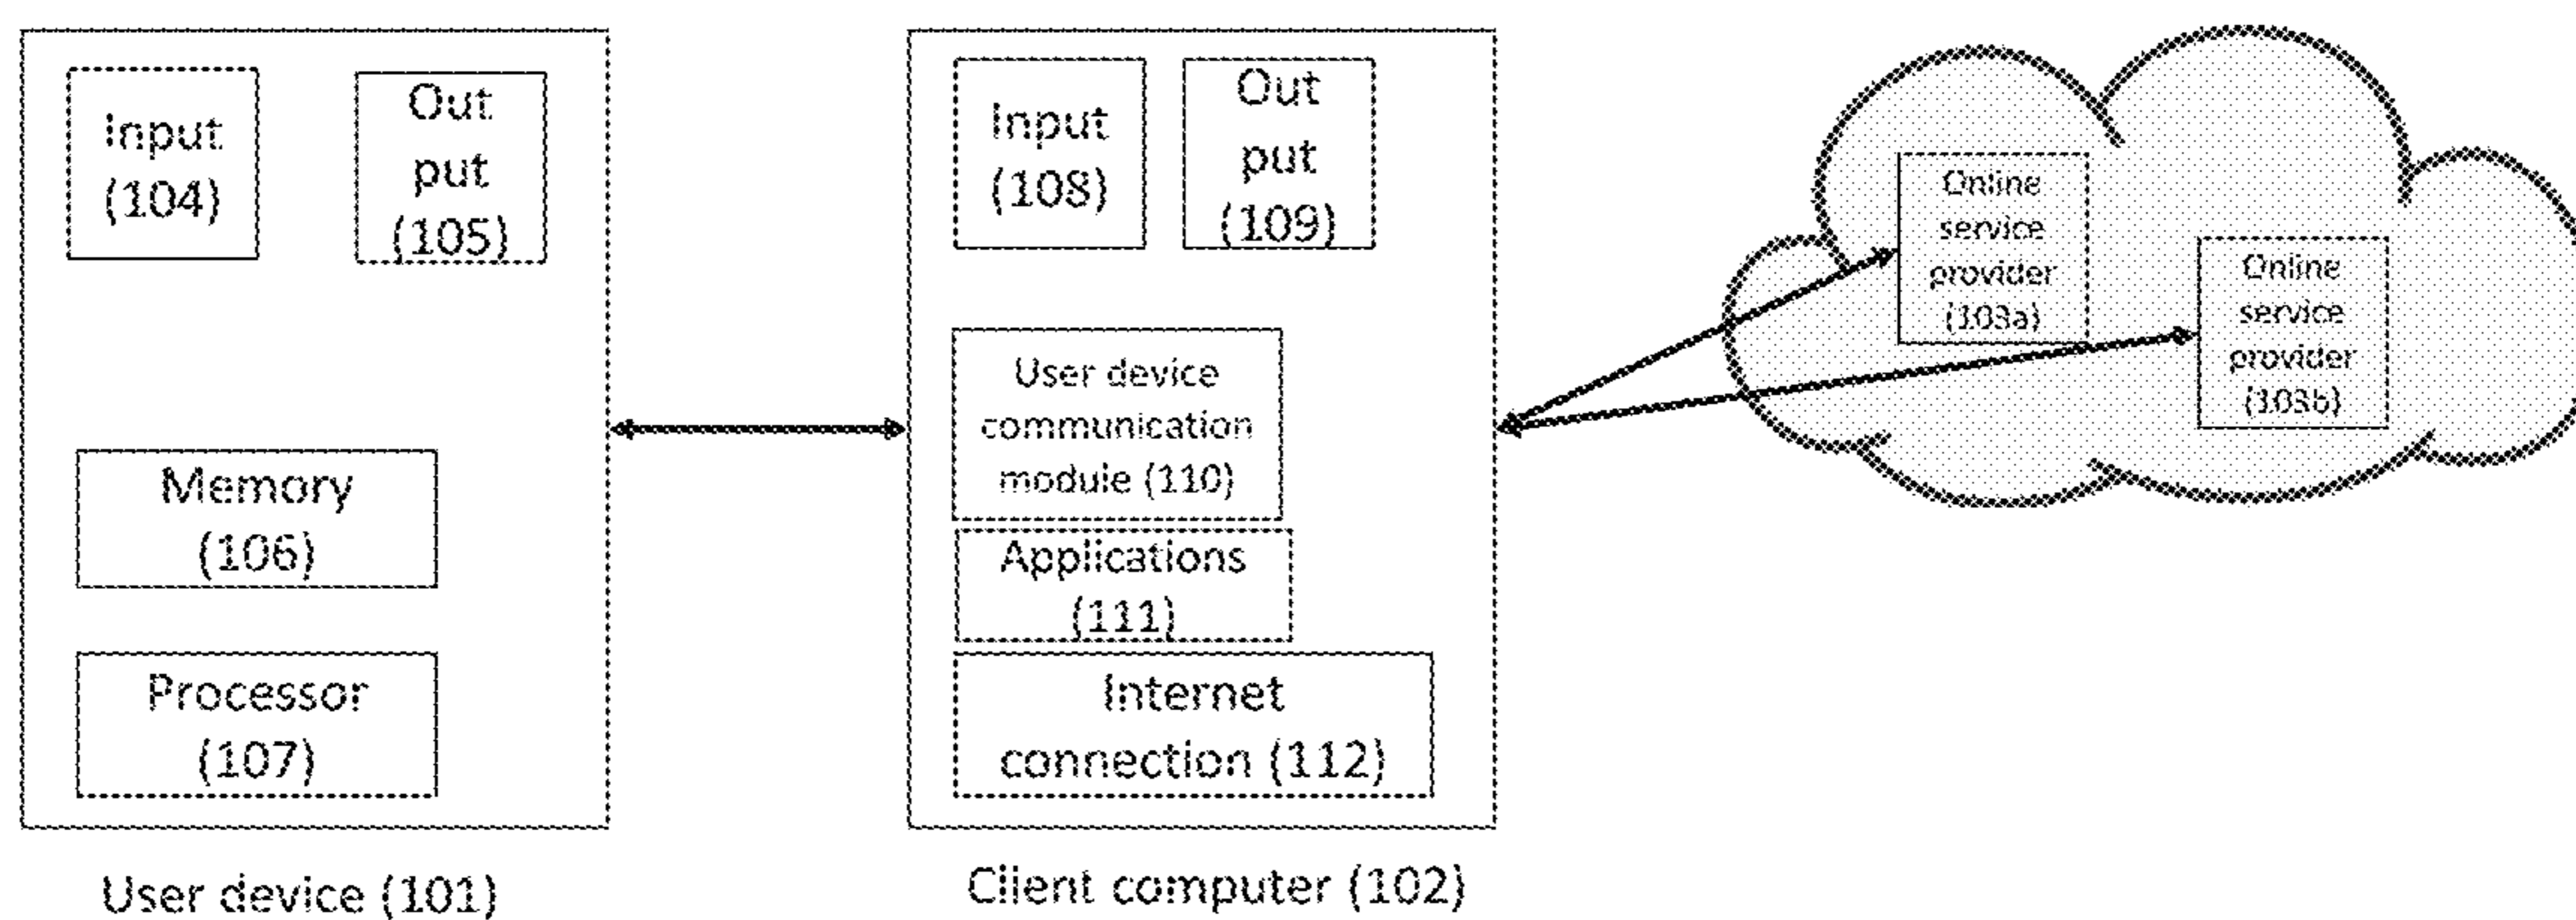 Input
(104)
Out
put
(105)
Memory
(106)
Processor
(107)
User device (101)
Input
(108)
Out
put
(109)
User device
communication
module (110)
Applications
(111)
Internet
connection (112)
Client computer (102)
Online
service
provider
(103a)
Online
service
provider
(103b)